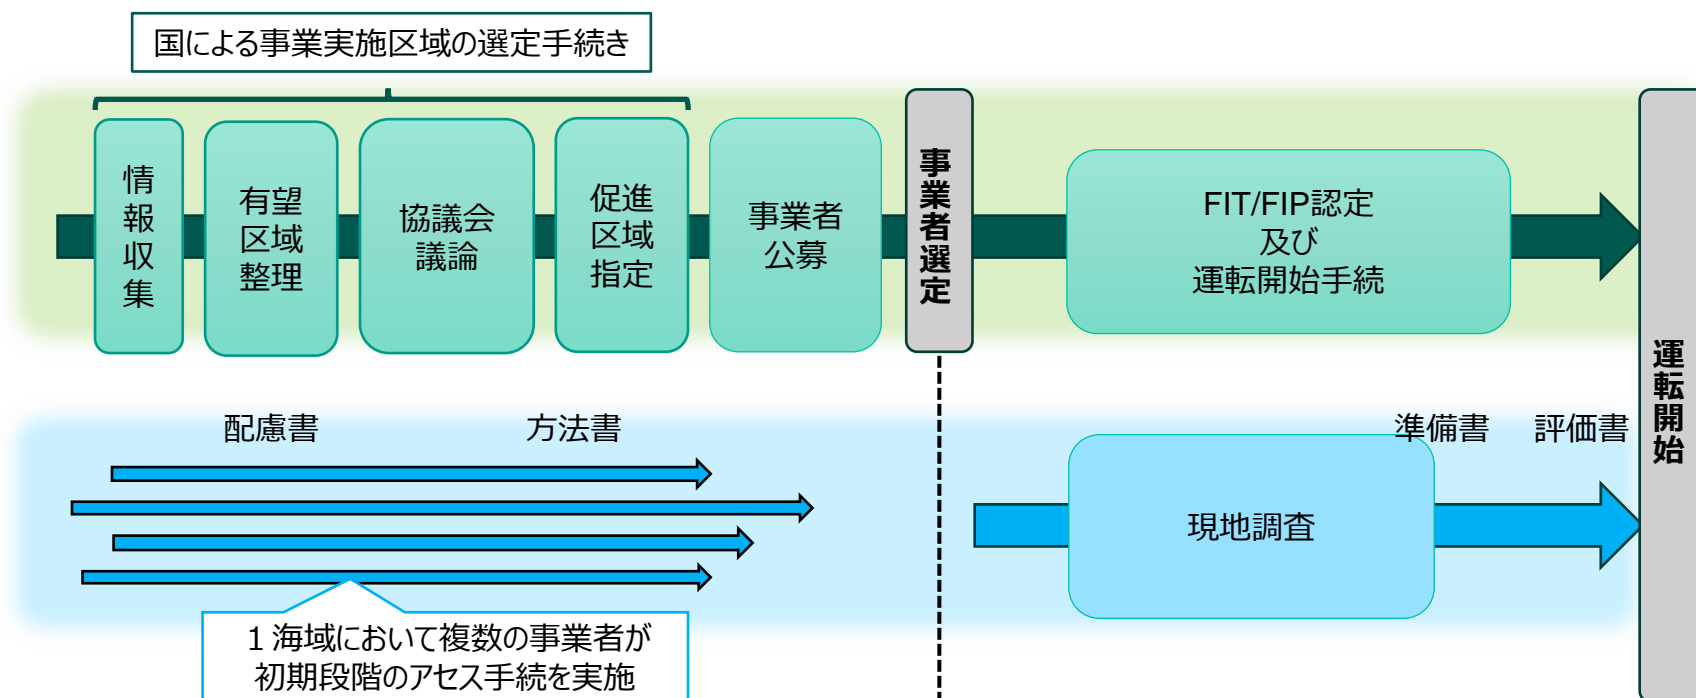 国による事業実施区域の選定手続き
情報収集
有望
区域
整理
協議会
議論
促進
区域
指定
事業者
公募
事業者選定
FIT/FIP認定
及び
運転開始手続
運転開始
配慮書
方法書
準備書
評価書
現地調査
1 海域において複数の事業者が
初期段階のアセス手続を実施